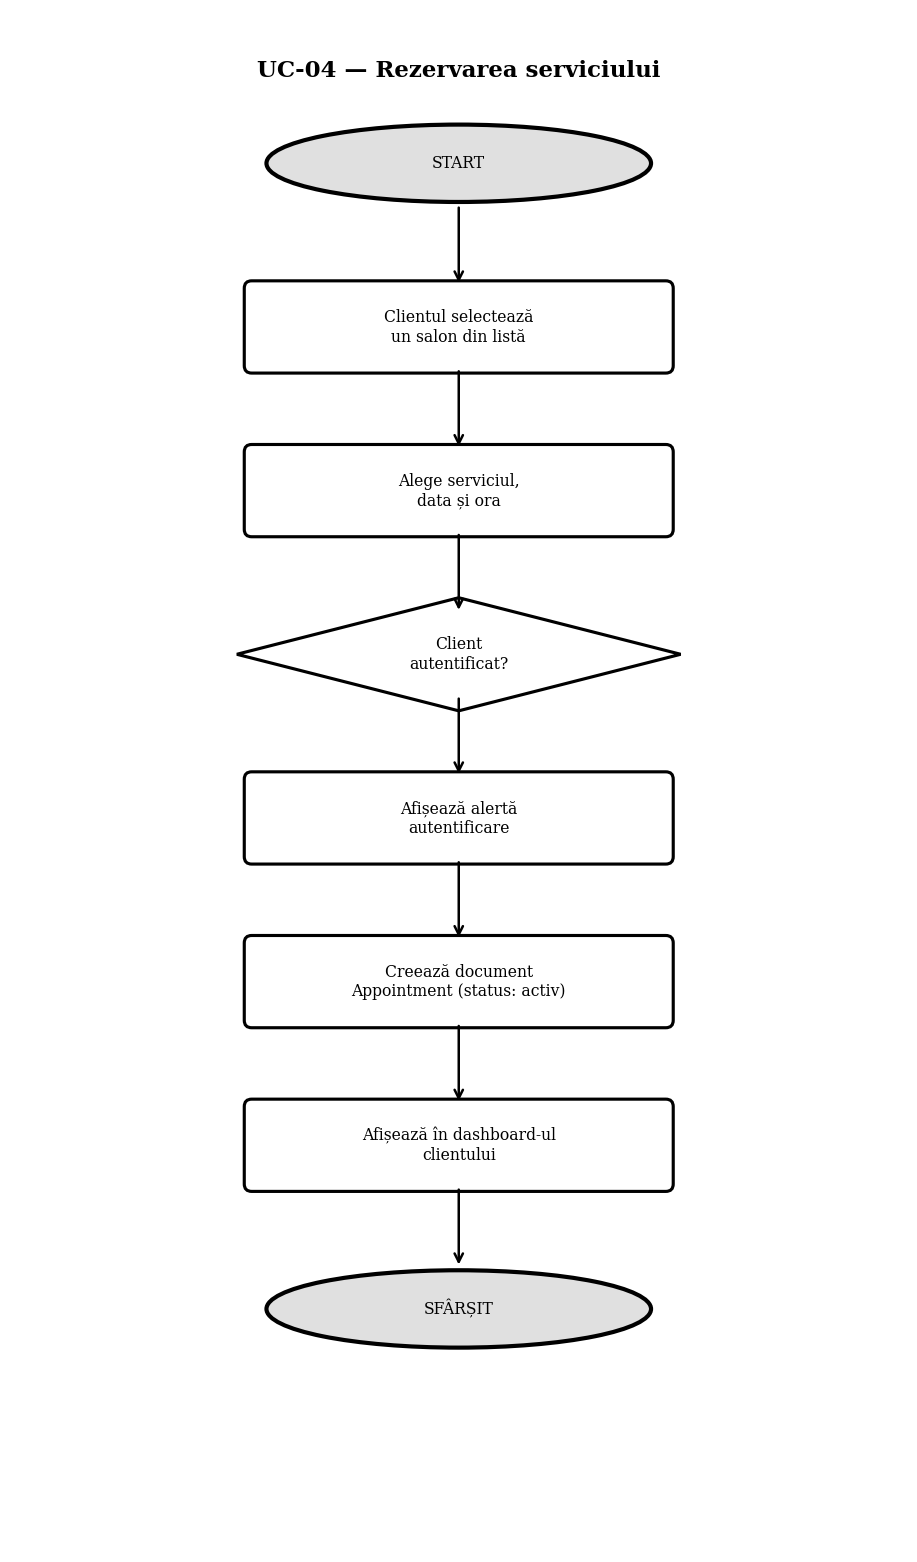 UC-04 — Rezervarea serviciului
START
Clientul selectează
un salon din listă
Alege serviciul,
data și ora
Client
autentificat?
Afișează alertă
autentificare
Creează document
Appointment (status: activ)
Afișează în dashboard-ul
clientului
SFÂRȘIT